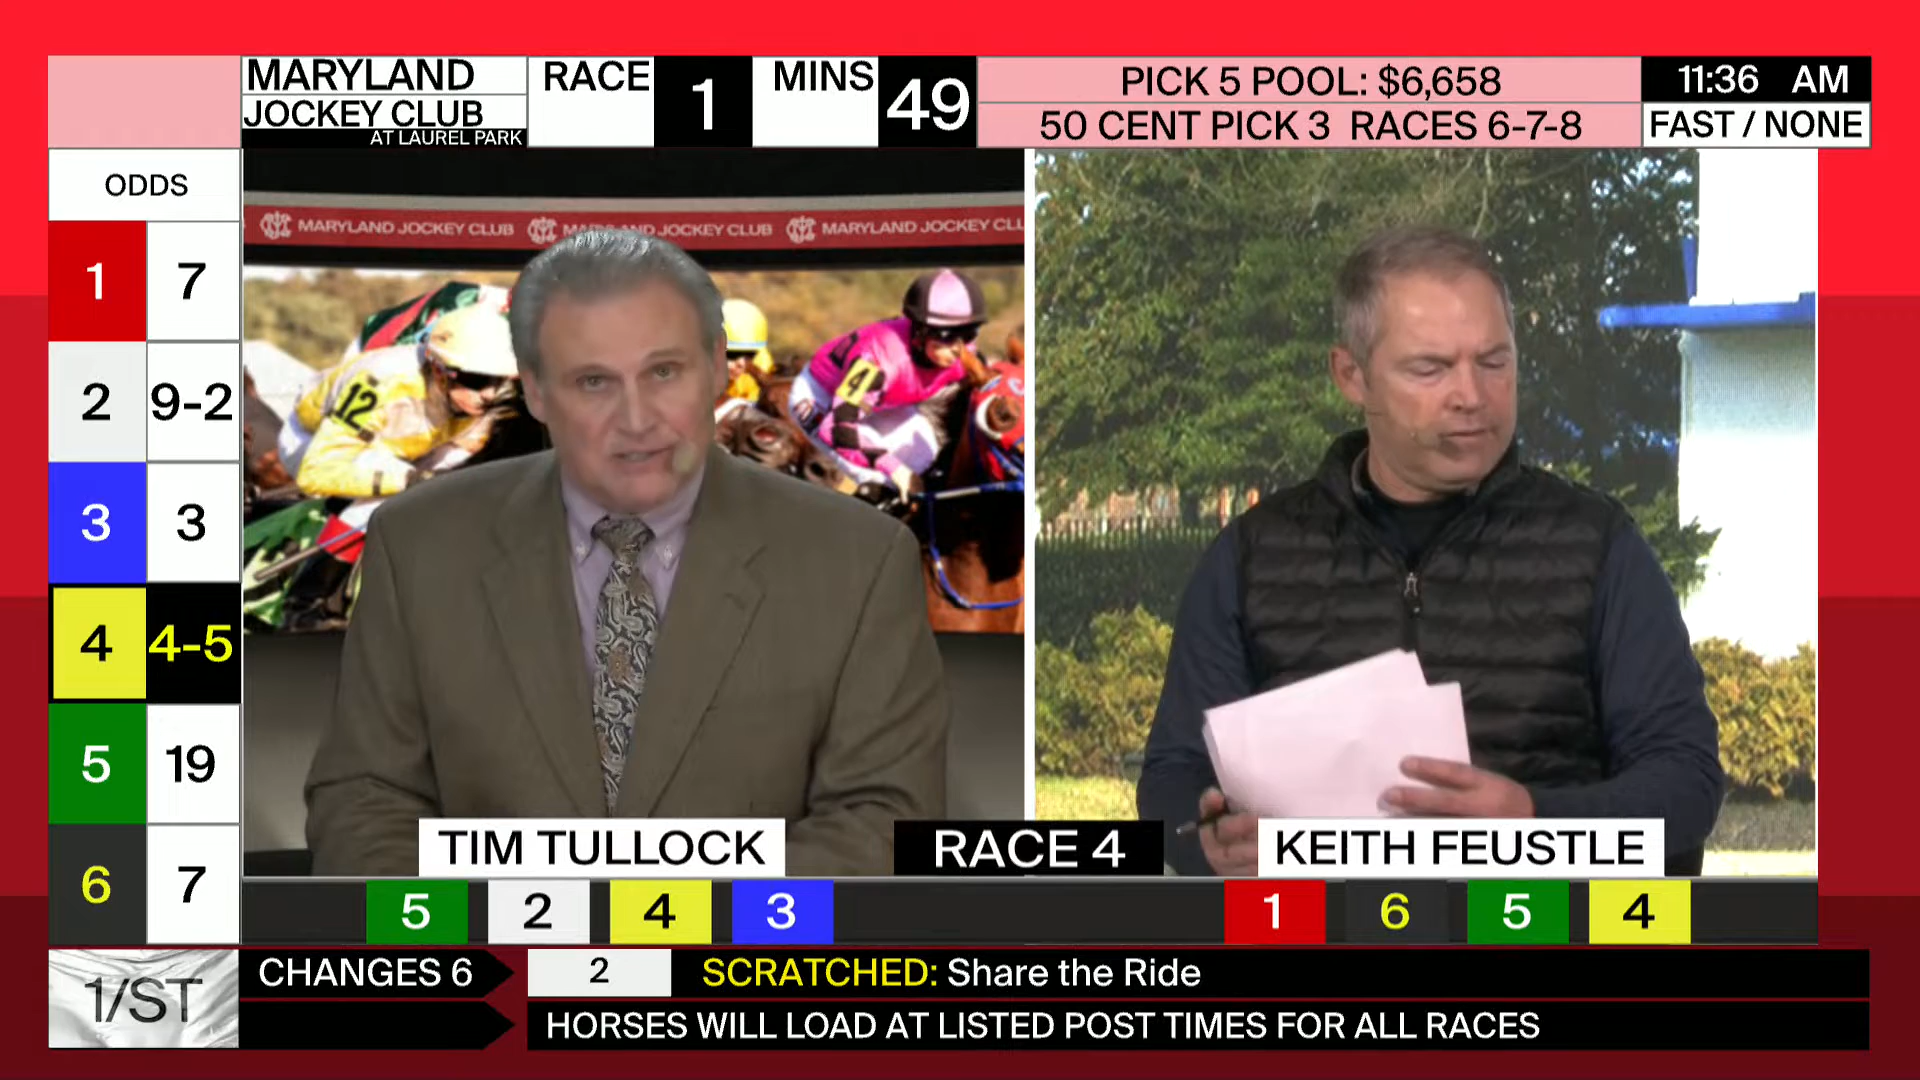 MARYLAND
JOCKEY CLUB
AT LAUREL PARK
RACE 1
MINS 49
PICK 5 POOL: $6,658
50 CENT PICK 3 RACES 6-7-8
11:36 AM
FAST / NONE
ODDS
1 7
2 9-2
3 3
4 4-5
5 19
6 7
MARYLAND JOCKEY CLUB
MARYLAND JOCKEY CLUB
MARYLAND JOCKEY CLU
12
4
TIM TULLOCK
RACE 4
KEITH FEUSTLE
5 2 4 3
1 6 5 4
1/ST
CHANGES 6
2
SCRATCHED: Share the Ride
HORSES WILL LOAD AT LISTED POST TIMES FOR ALL RACES